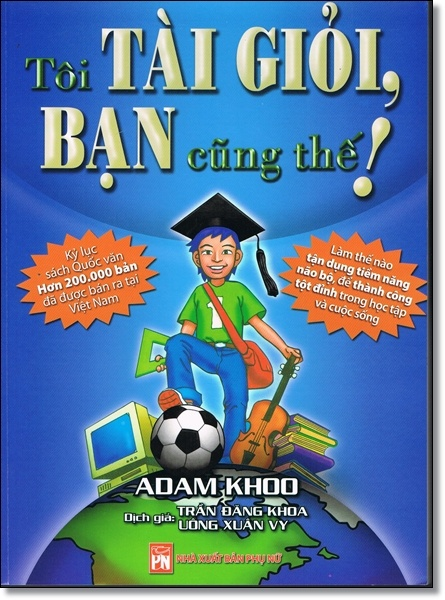 Tôi TÀI GIỎI,
BẠN cũng thế!
Kỷ lục
sách Quốc văn
Hơn 200.000 bản
đã được bán ra tại
Việt Nam
Làm thế nào
tận dụng tiềm năng
não bộ, để thành công
tột đỉnh trong học tập
và cuộc sống
ADAM KHOO
Dịch giả: TRẦN ĐĂNG KHOA
UÔNG XUÂN VY
PN NHÀ XUẤT BẢN PHỤ NỮ